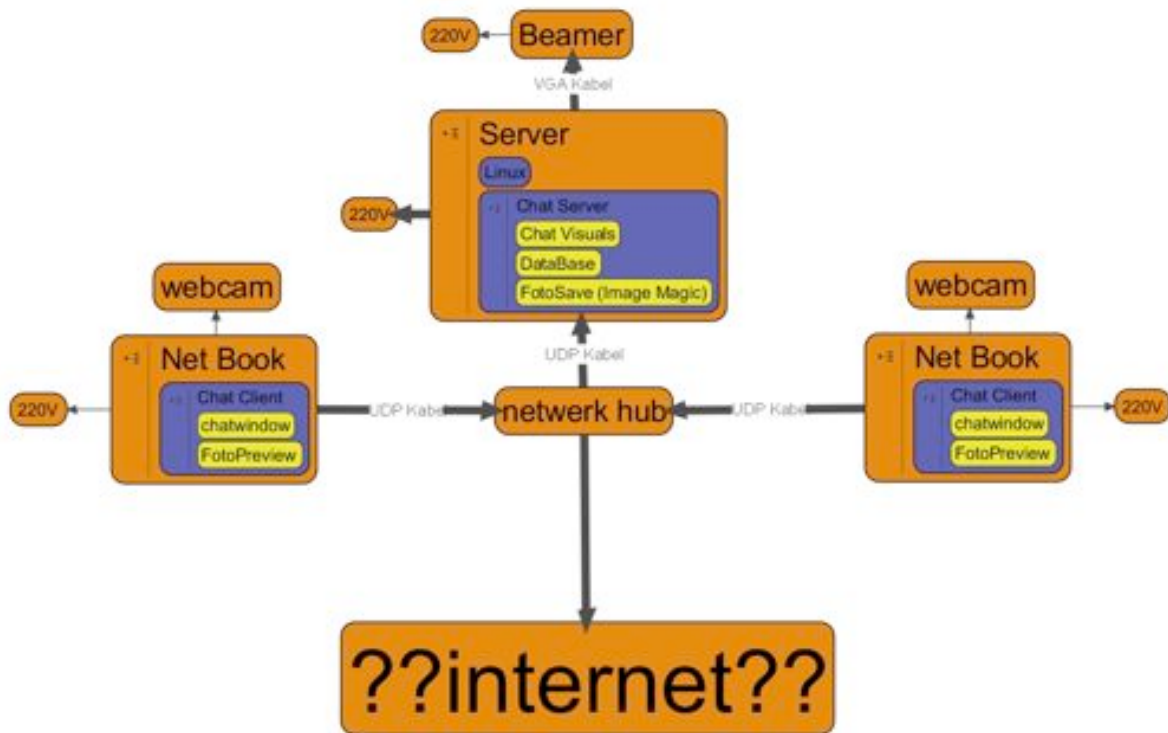 220V
Beamer
VGA Kabel
Server
Linux
220V
Chat Server
Chat Visuals
DataBase
FotoSave (Image Magic)
webcam
webcam
Net Book
Chat Client
chatwindow
FotoPreview
220V
UDP Kabel
UDP Kabel
netwerk hub
UDP Kabel
Net Book
Chat Client
chatwindow
FotoPreview
220V
??internet??